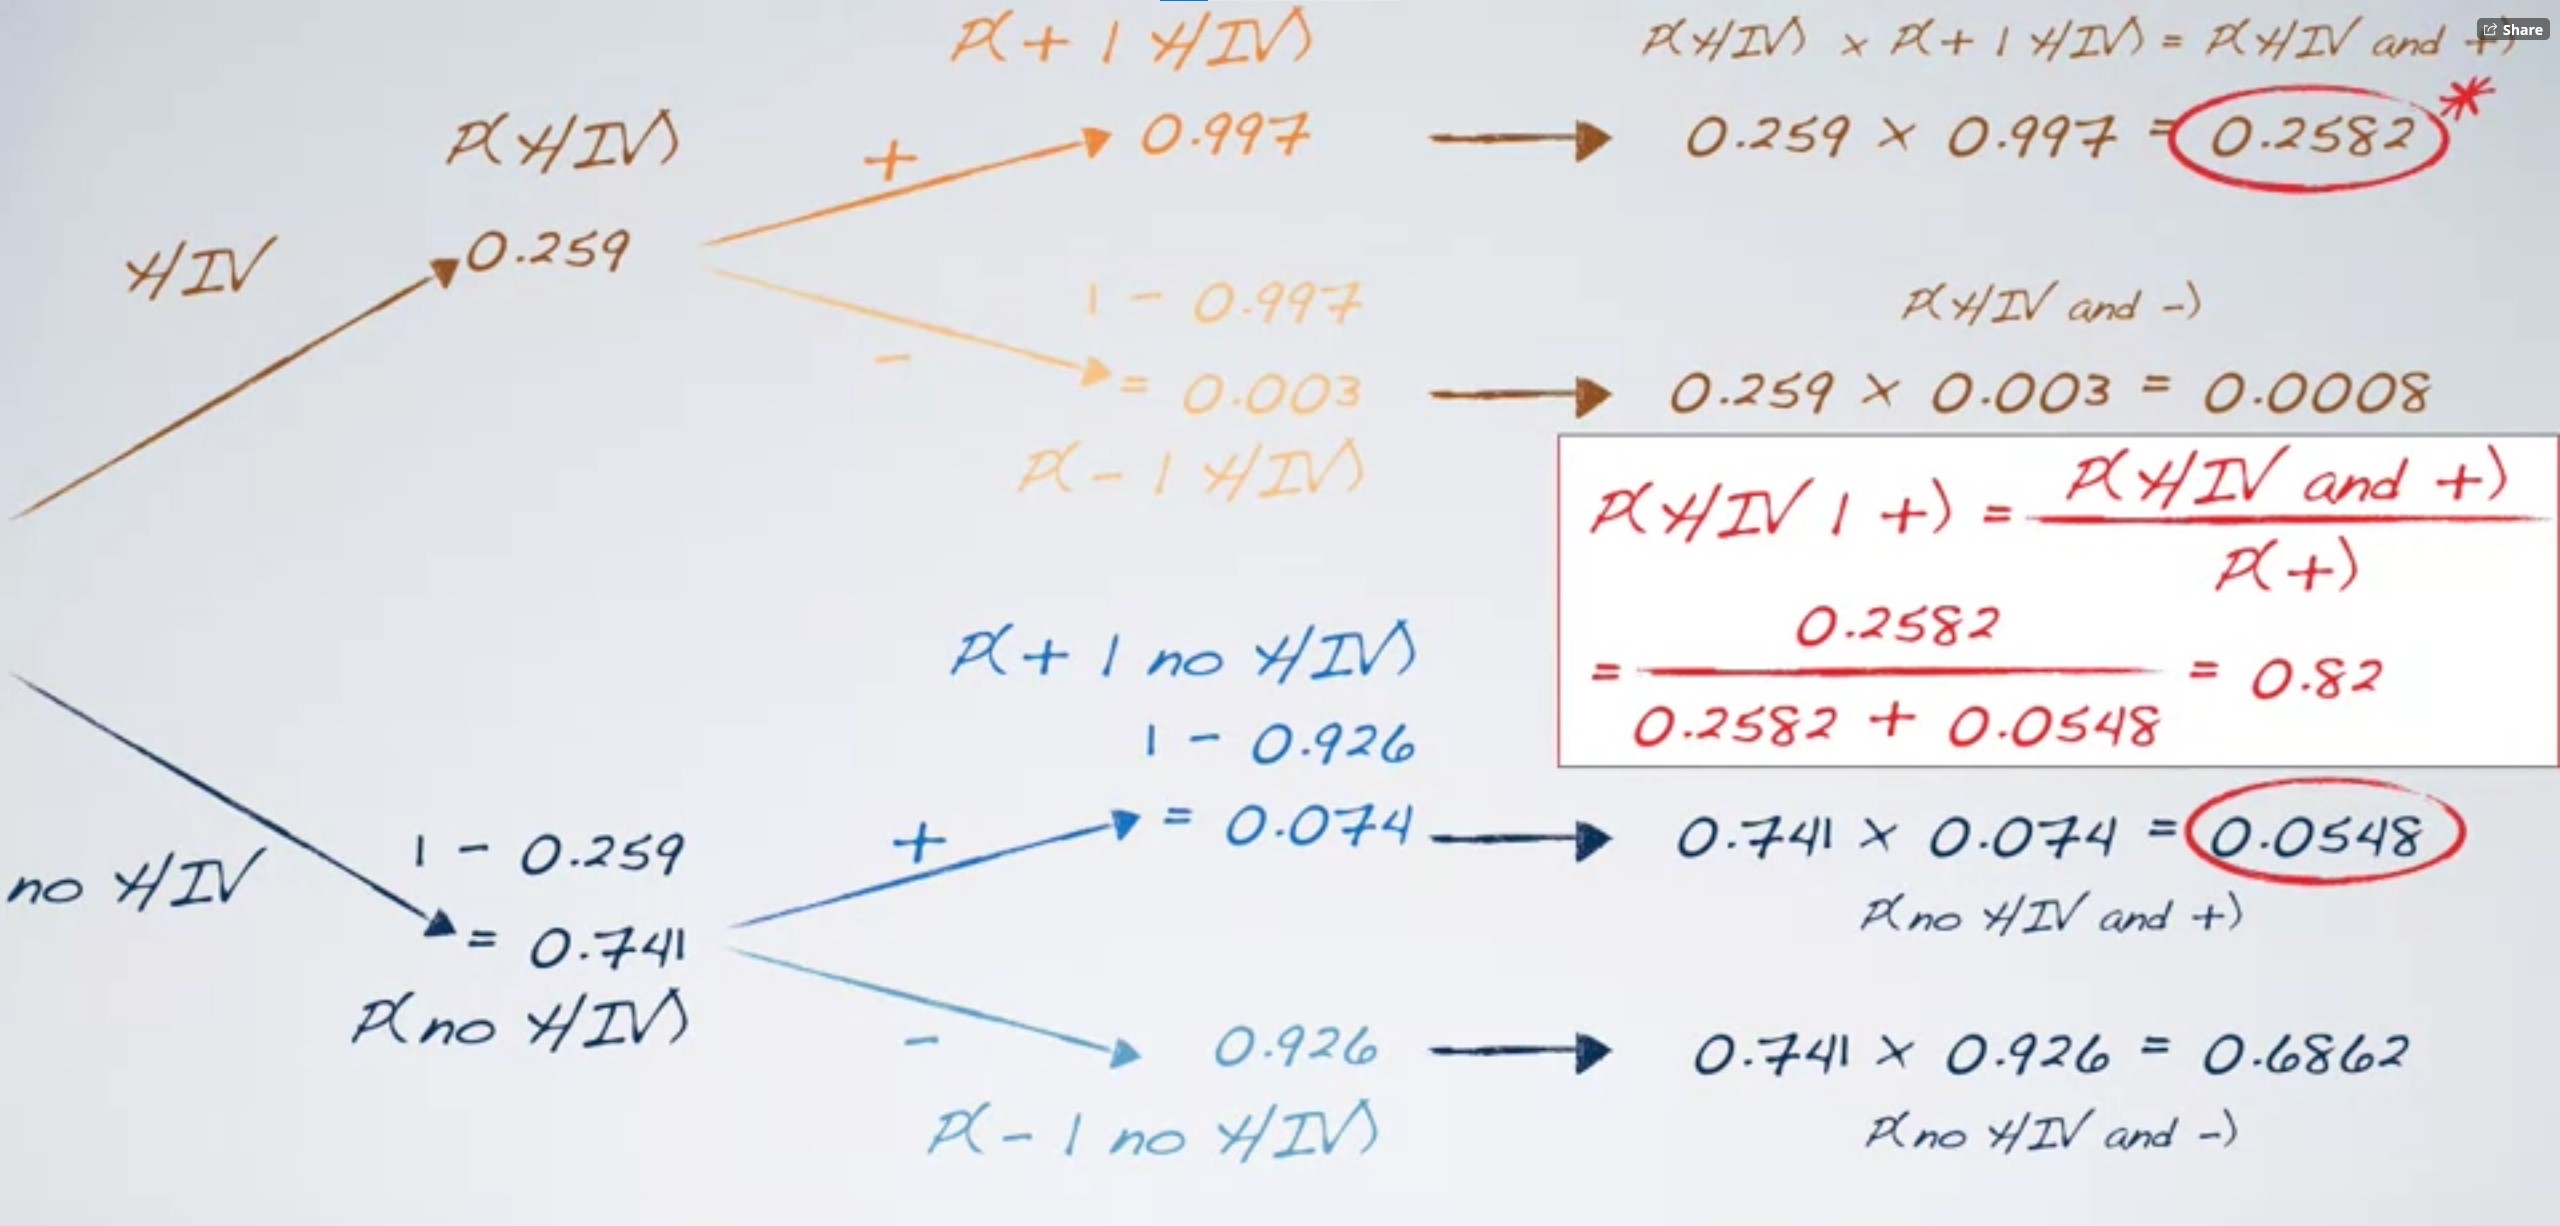 Share
P(+ | HIV)
P(HIV) × P(+ | HIV) = P(HIV and +)
P(HIV)
+
0.997
0.259 × 0.997 = 0.2582 *
HIV
0.259
1 - 0.997
P(HIV and -)
-
= 0.003
0.259 × 0.003 = 0.0008
P(- | HIV)
P(HIV | +) = P(HIV and +)
P(+)
0.2582
= = 0.82
0.2582 + 0.0548
P(+ | no HIV)
1 - 0.926
+
= 0.074
0.741 × 0.074 = 0.0548
P(no HIV and +)
no HIV
1 - 0.259
= 0.741
P(no HIV)
-
0.926
0.741 × 0.926 = 0.6862
P(- | no HIV)
P(no HIV and -)